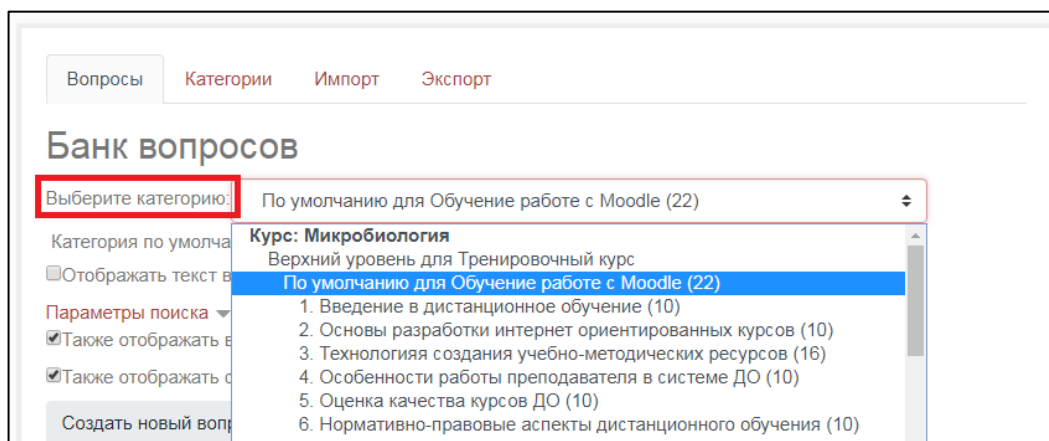 Вопросы Категории Импорт Экспорт
Банк вопросов
Выберите категорию:
По умолчанию для Обучение работе с Moodle (22)
Категория по умолча
Отображать текст в
Параметры поиска
Также отображать в
Также отображать с
Создать новый вопр
Курс: Микробиология
Верхний уровень для Тренировочный курс
По умолчанию для Обучение работе с Moodle (22)
1. Введение в дистанционное обучение (10)
2. Основы разработки интернет ориентированных курсов (10)
3. Технологияя создания учебно-методических ресурсов (16)
4. Особенности работы преподавателя в системе ДО (10)
5. Оценка качества курсов ДО (10)
6. Нормативно-правовые аспекты дистанционного обучения (10)